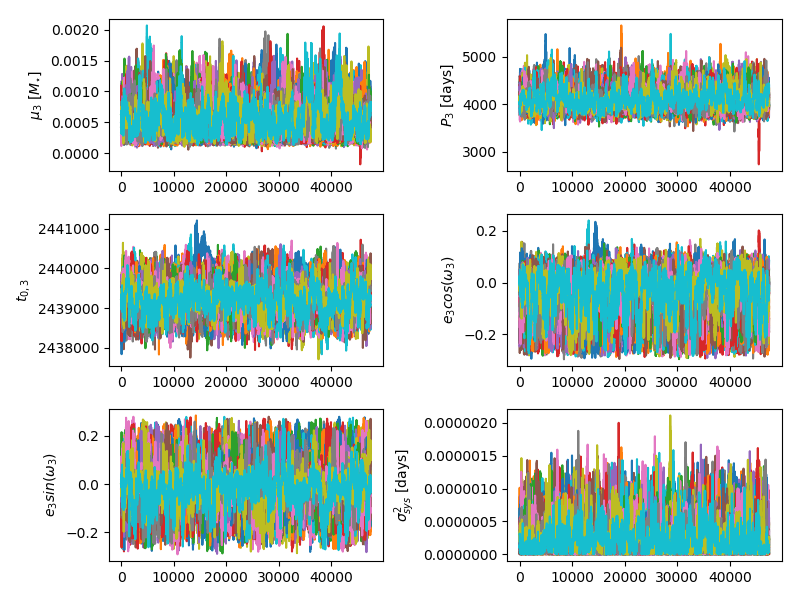 μ₃ [M⋆]
0.0020
0.0015
0.0010
0.0005
0.0000
0 10000 20000 30000 40000
P₃ [days]
5000
4000
3000
0 10000 20000 30000 40000
t₀,₃
2441000
2440000
2439000
2438000
0 10000 20000 30000 40000
e₃cos(ω₃)
0.2
0.0
−0.2
0 10000 20000 30000 40000
e₃sin(ω₃)
0.2
0.0
−0.2
0 10000 20000 30000 40000
σ²sys [days]
0.0000020
0.0000015
0.0000010
0.0000005
0.0000000
0 10000 20000 30000 40000